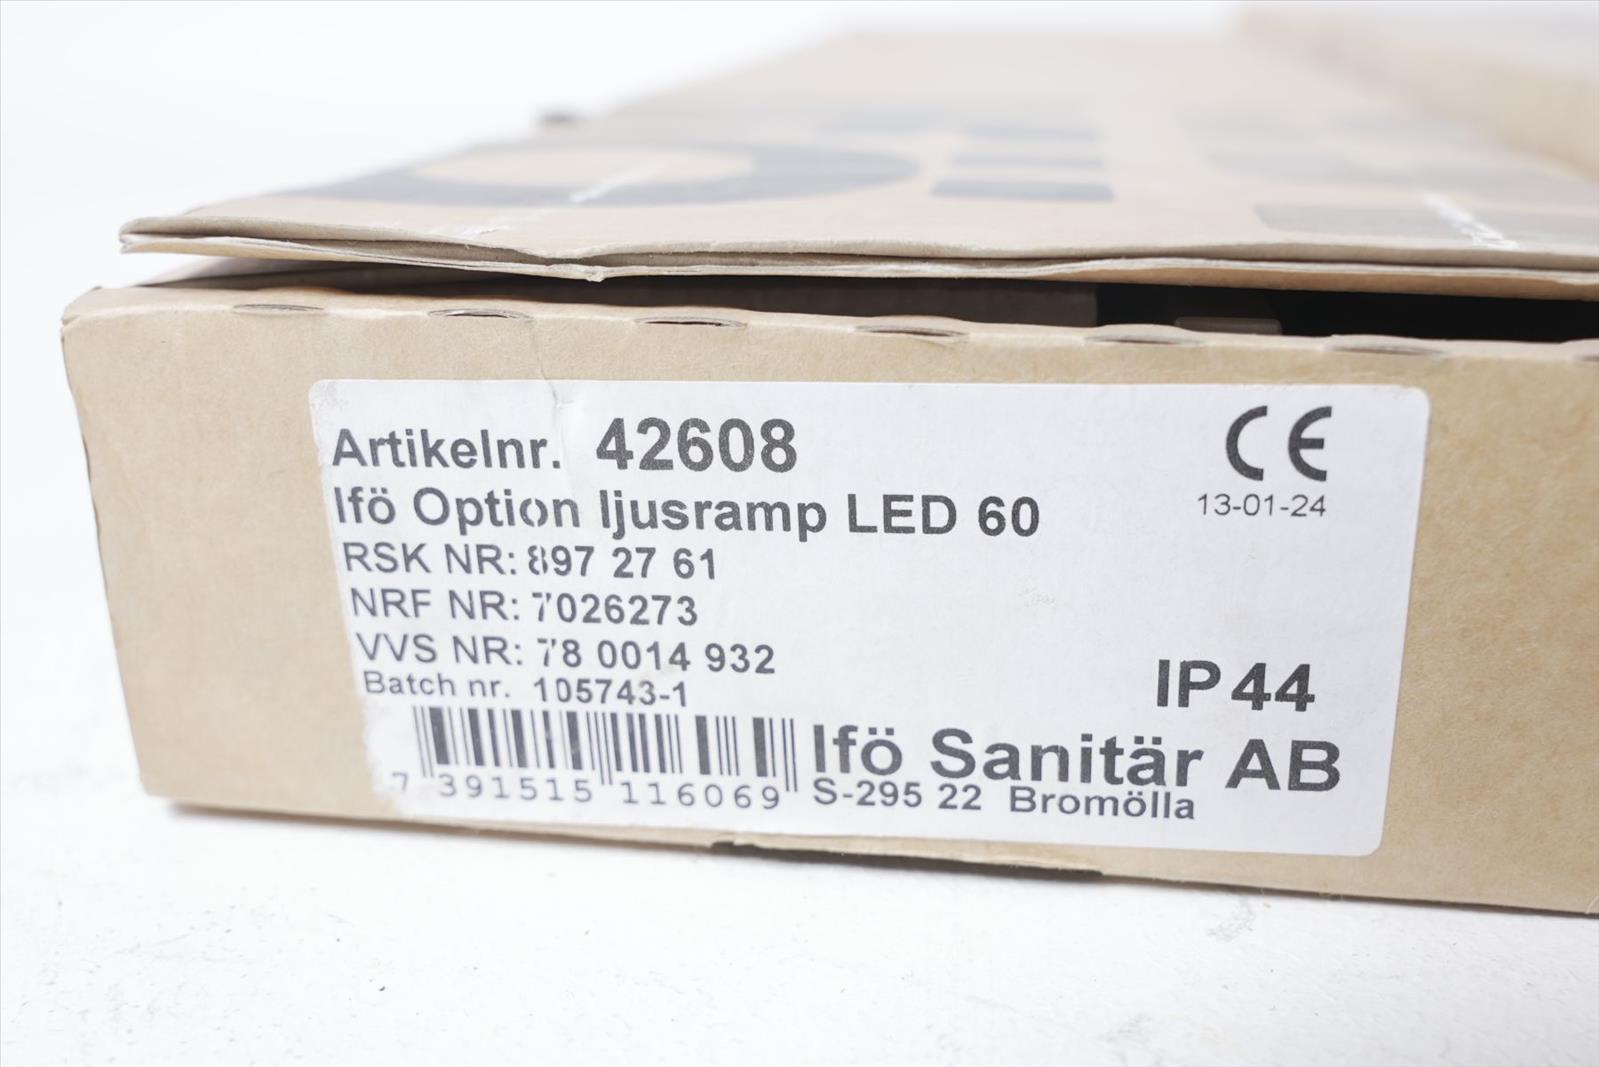 Artikelnr. 42608
CE
13-01-24
Ifö Option ljusramp LED 60
RSK NR: 897 27 61
NRF NR: 7026273
VVS NR: 78 0014 932
Batch nr. 105743-1
IP44
7 391515 116069
Ifö Sanitär AB
S-295 22 Bromölla